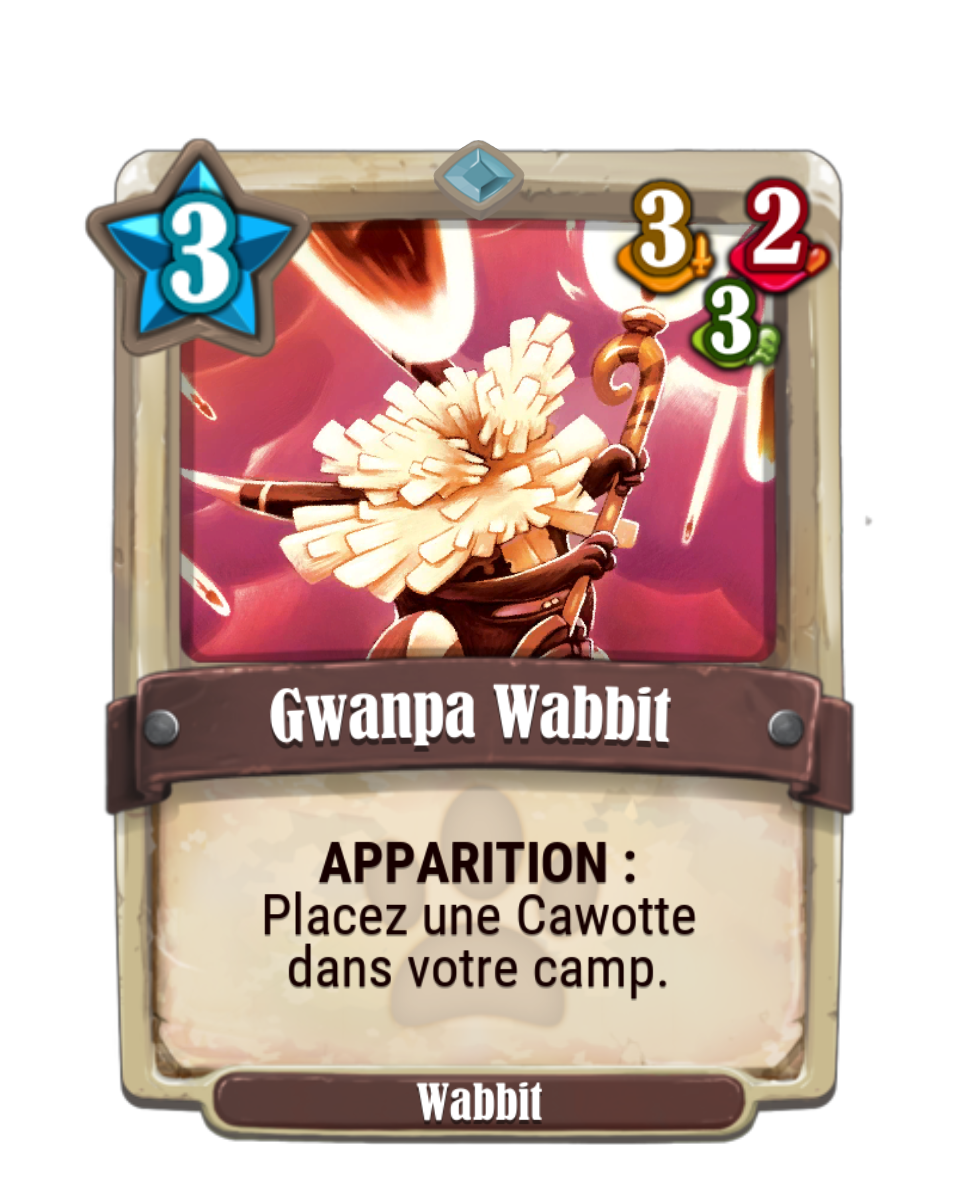 3
3
2
3
Gwanpa Wabbit
APPARITION :
Placez une Cawotte
dans votre camp.
Wabbit